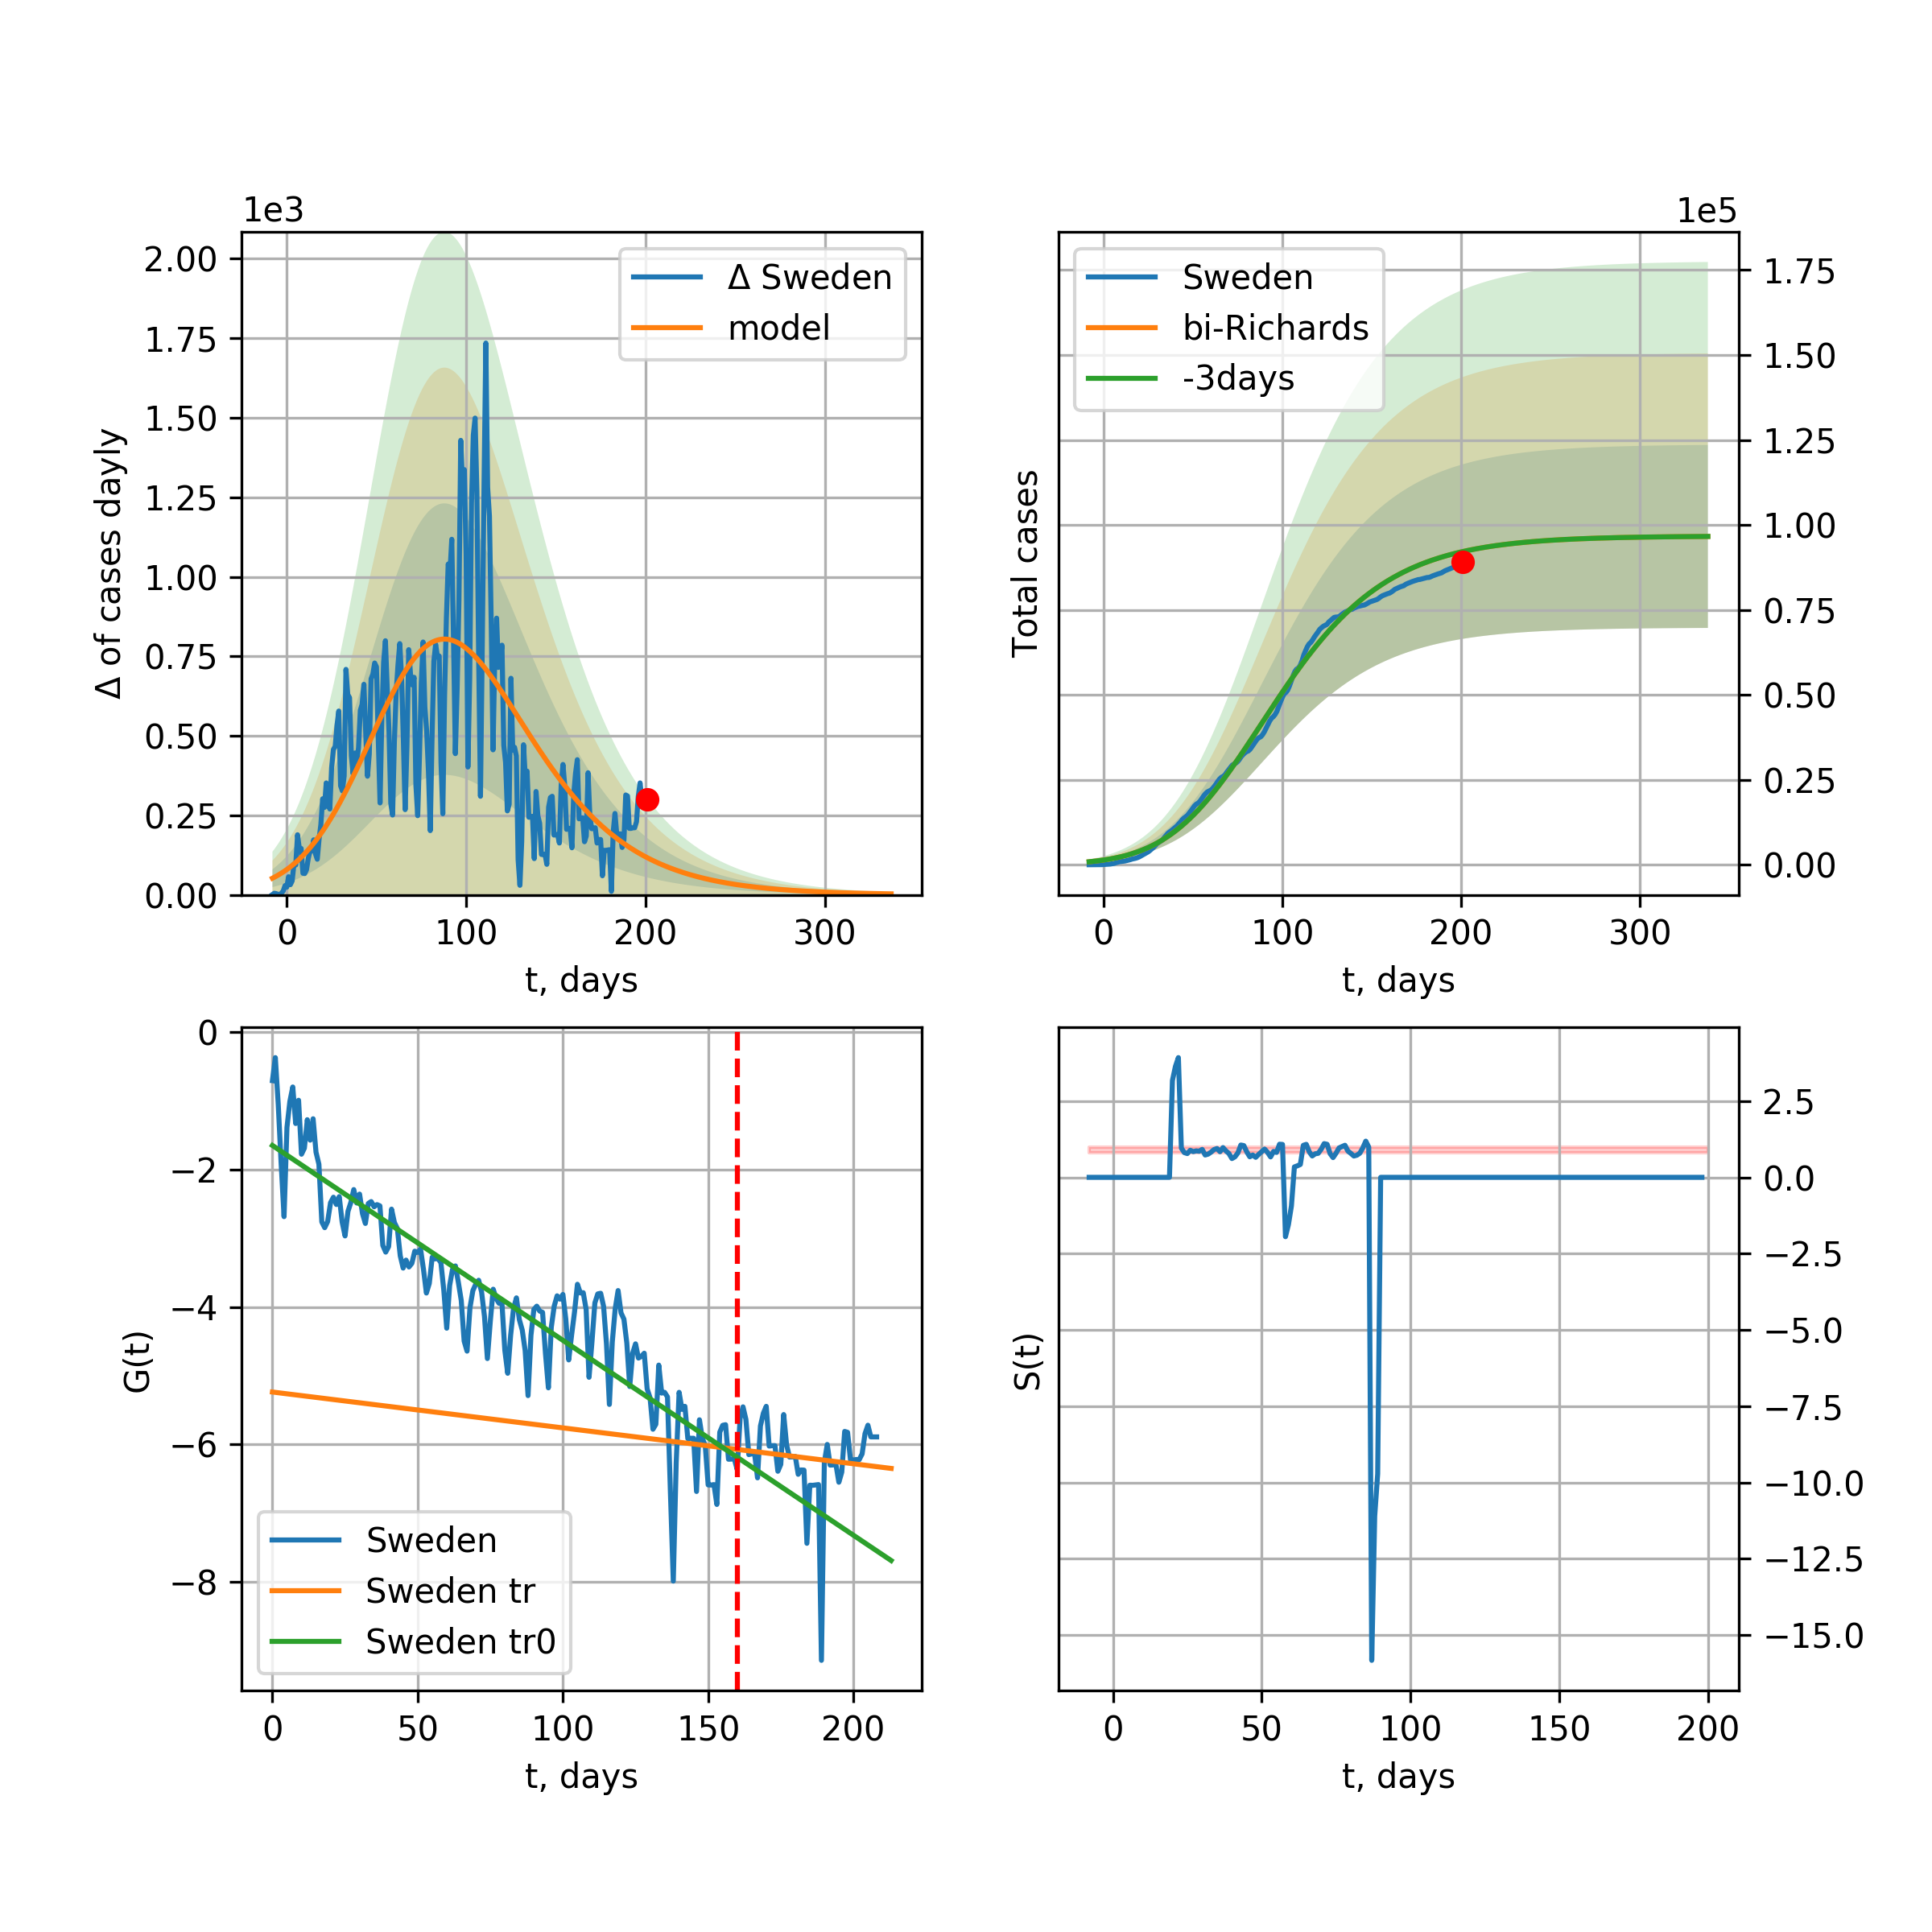 1e3
2.00
1.75
1.50
1.25
1.00
0.75
0.50
0.25
0.00
0 100 200 300
t, days
Δ of cases dayly
Δ Sweden
model
1e5
1.75
1.50
1.25
1.00
0.75
0.50
0.25
0.00
0 100 200 300
t, days
Total cases
Sweden
bi-Richards
-3days
0
−2
−4
−6
−8
0 50 100 150 200
t, days
G(t)
Sweden
Sweden tr
Sweden tr0
2.5
0.0
−2.5
−5.0
−7.5
−10.0
−12.5
−15.0
0 50 100 150 200
t, days
S(t)